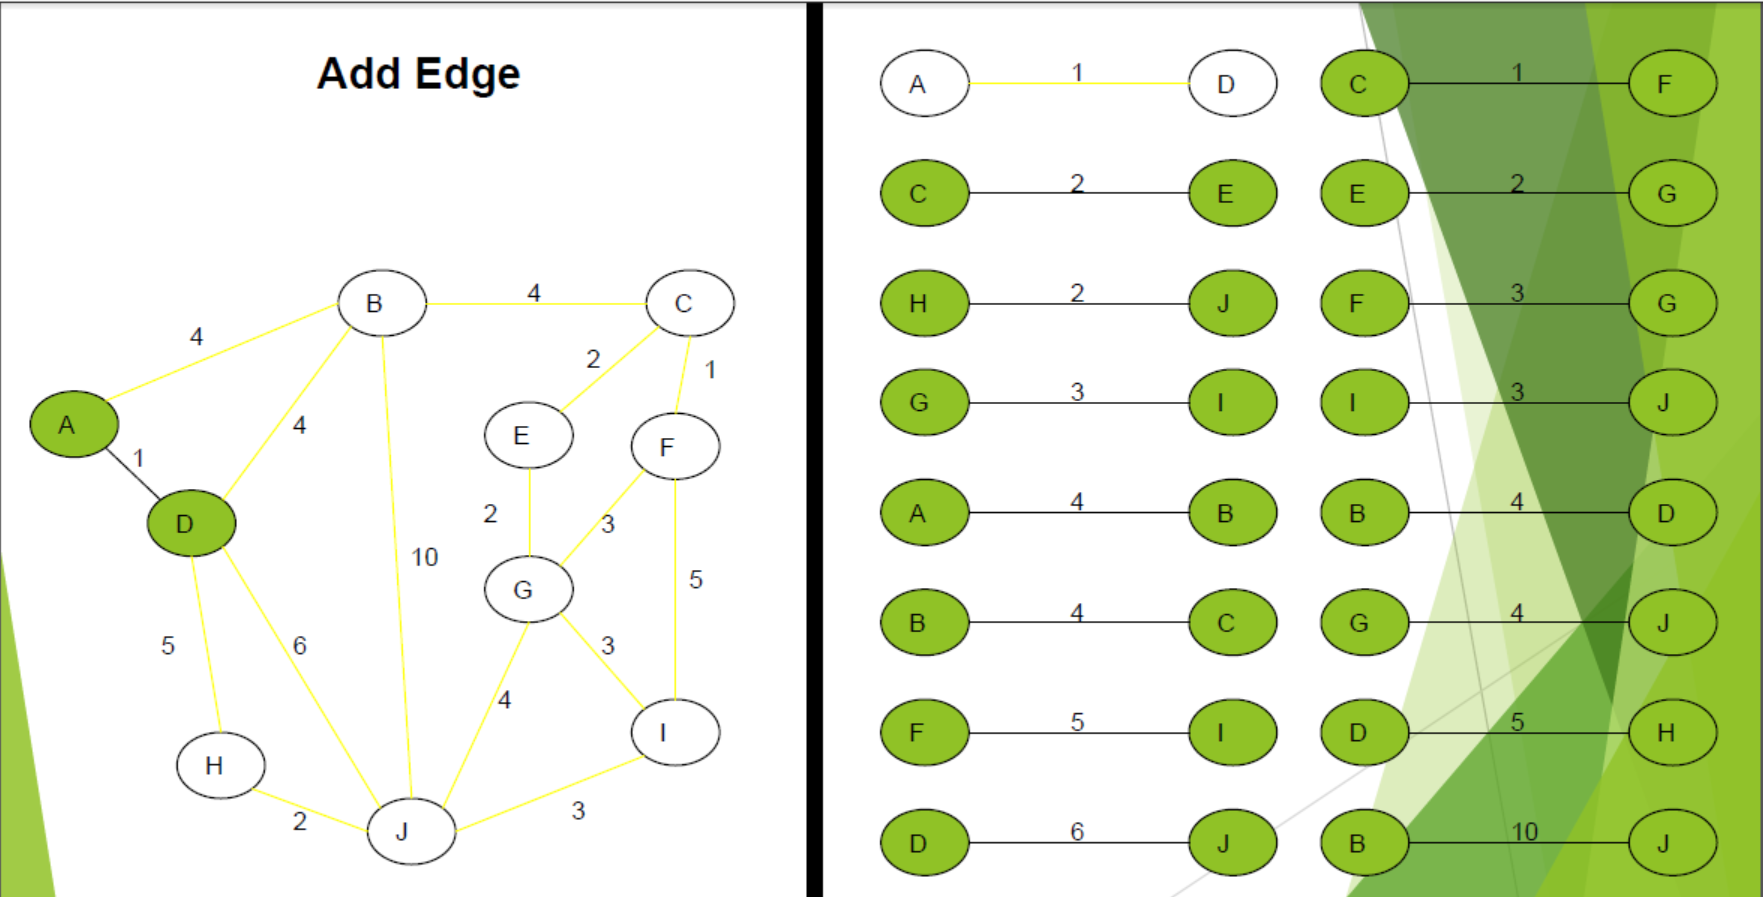 Add Edge
B 4 C
4
2
1
A
4
E
F
1
D
2
3
10
5
G
5
6
3
4
I
H
2
J
3
A 1 D
C 1 F
C 2 E
E 2 G
H 2 J
F 3 G
G 3 I
I 3 J
A 4 B
B 4 D
B 4 C
G 4 J
F 5 I
D 5 H
D 6 J
B 10 J